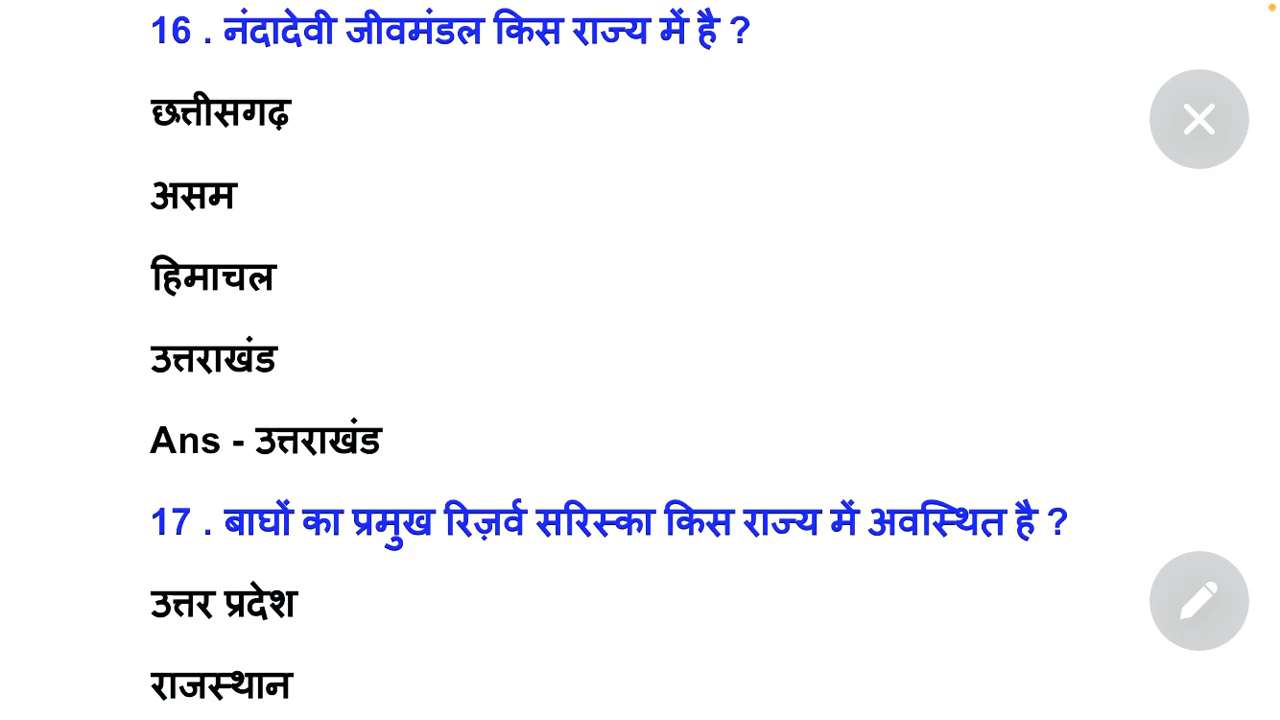 16 . नंदादेवी जीवमंडल किस राज्य में है ?
छत्तीसगढ़
असम
हिमाचल
उत्तराखंड
Ans - उत्तराखंड
17 . बाघों का प्रमुख रिज़र्व सरिस्का किस राज्य में अवस्थित है ?
उत्तर प्रदेश
राजस्थान